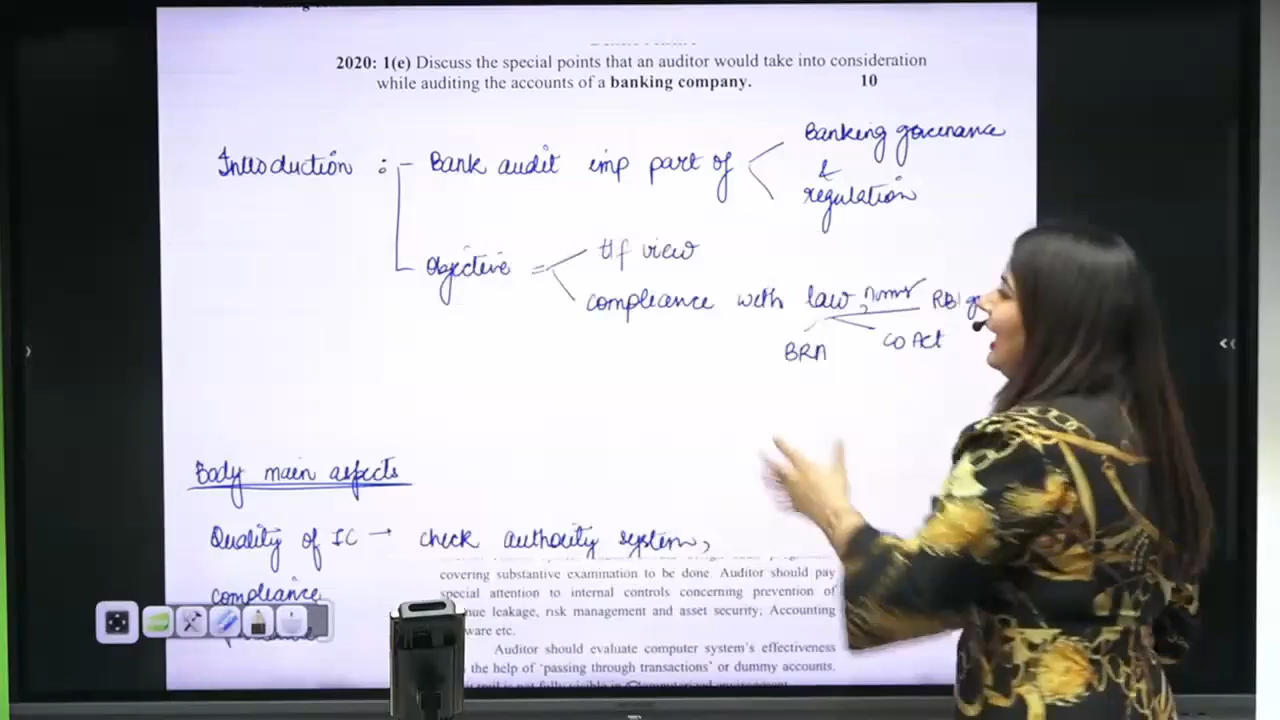 2020: 1(e) Discuss the special points that an auditor would take into consideration
while auditing the accounts of a banking company. 10
Introduction : - Bank audit imp part of
Banking governance
&
regulation
Objective =
t/f view
compliance with law, norms RBI
BRA
CO Act
Body main aspects
Quality of IC → check authority system,
compliance
covering substantive examination to be done. Auditor should pay
special attention to internal controls concerning prevention of
leakage, risk management and asset security; Accounting
etc.
Auditor should evaluate computer system's effectiveness
the help of 'passing through transactions' or dummy accounts.